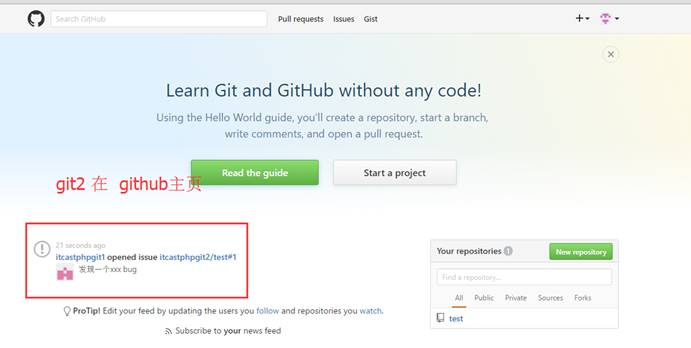 Search GitHub
Pull requests Issues Gist
Learn Git and GitHub without any code!
Using the Hello World guide, you'll create a repository, start a branch,
write comments, and open a pull request.
Read the guide
Start a project
git2 在 github主页
21 seconds ago
itcastphpgit1 opened issue itcastphpgit2/test#1
发现一个xxx bug
ProTip! Edit your feed by updating the users you follow and repositories you watch.
Subscribe to your news feed
Your repositories 1
New repository
Find a repository...
All Public Private Sources Forks
test